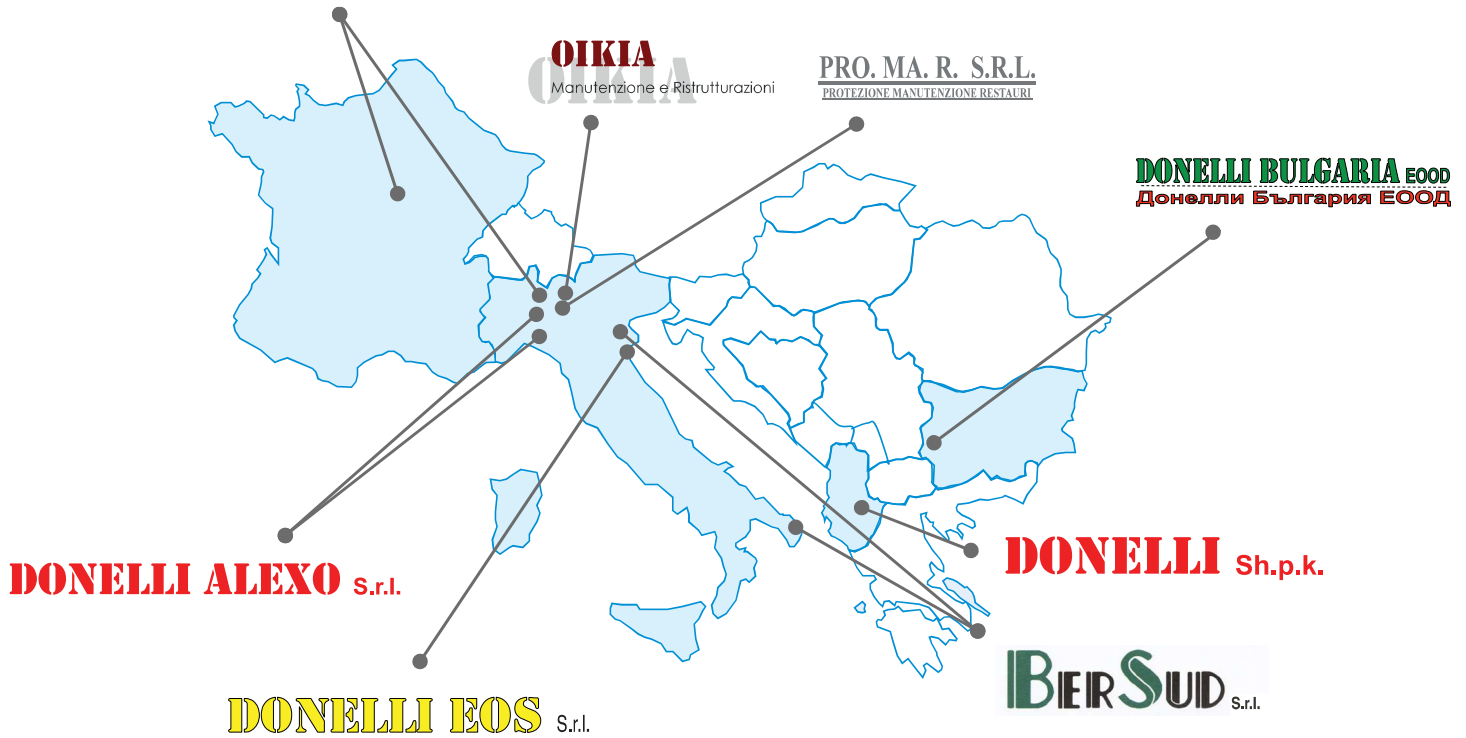 OIKIA
OIKIA
Manutenzione e Ristrutturazioni
PRO. MA. R. S.R.L.
PROTEZIONE MANUTENZIONE RESTAURI
DONELLI BULGARIA EOOD
Донелли България ЕООД
DONELLI Sh.p.k.
DONELLI ALEXO S.r.l.
BERSUD S.r.l.
DONELLI EOS S.r.l.